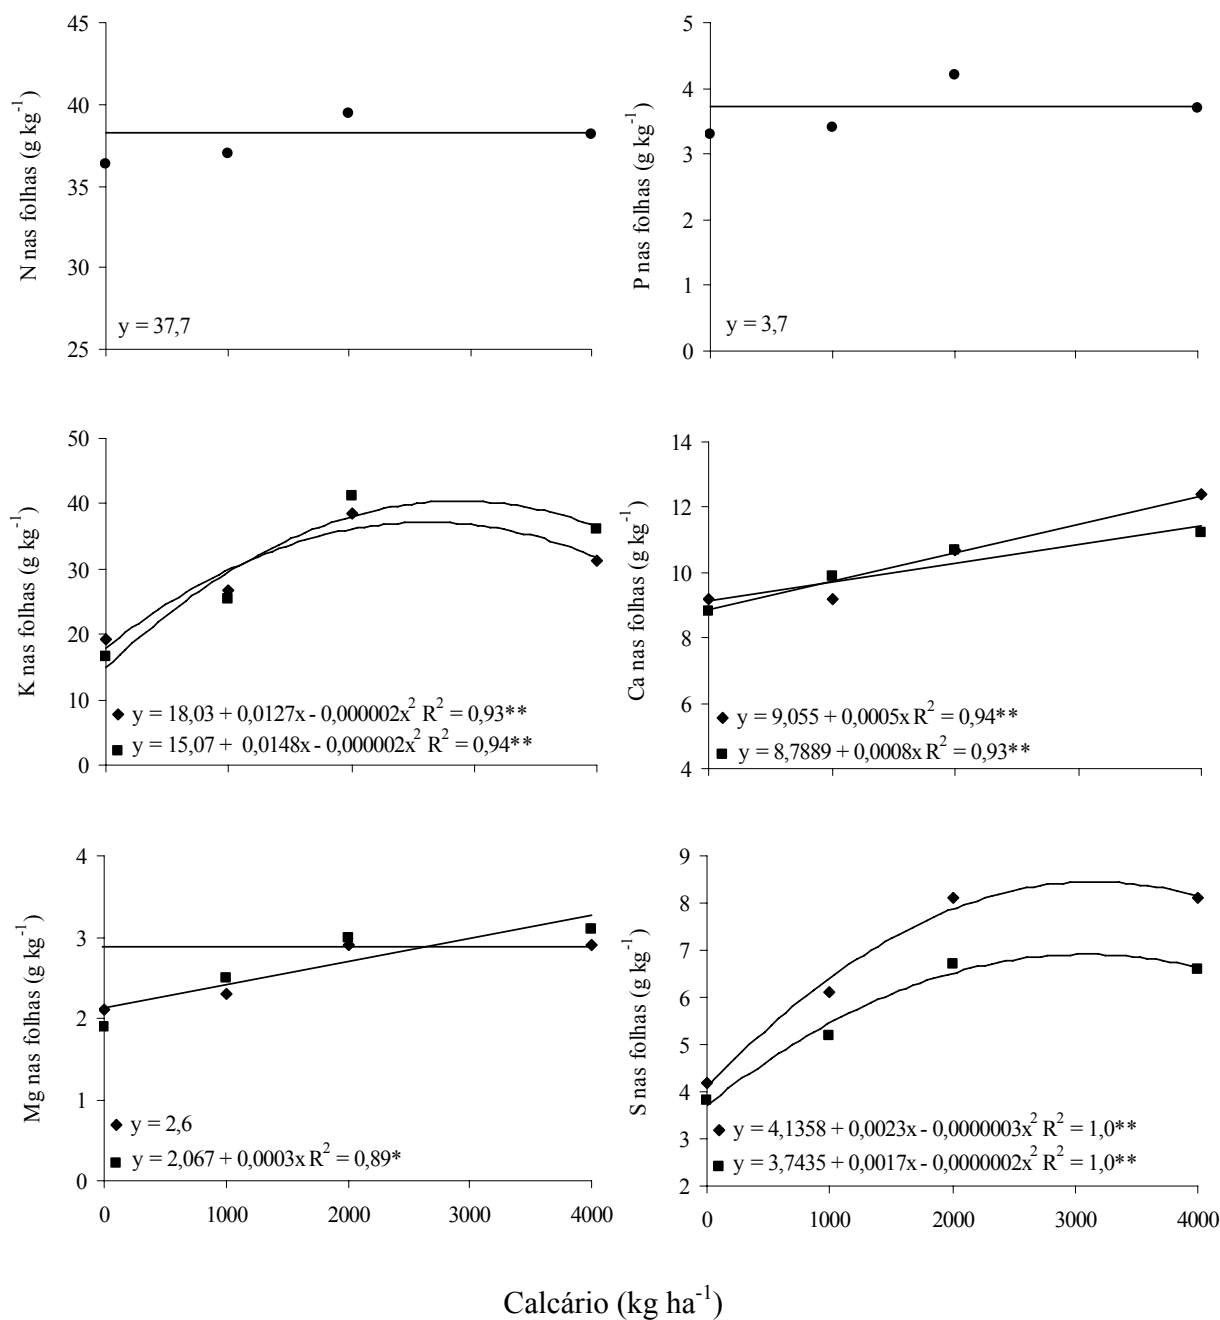 N nas folhas (g kg⁻¹)
45
40
35
30
25
y = 37,7
P nas folhas (g kg⁻¹)
5
4
3
2
1
0
y = 3,7
K nas folhas (g kg⁻¹)
50
40
30
20
10
0
y = 18,03 + 0,0127x - 0,000002x² R² = 0,93**
y = 15,07 + 0,0148x - 0,000002x² R² = 0,94**
Ca nas folhas (g kg⁻¹)
14
12
10
8
6
4
y = 9,055 + 0,0005x R² = 0,94**
y = 8,7889 + 0,0008x R² = 0,93**
Mg nas folhas (g kg⁻¹)
4
3
2
1
0
y = 2,6
y = 2,067 + 0,0003x R² = 0,89*
0 1000 2000 3000 4000
S nas folhas (g kg⁻¹)
9
8
7
6
5
4
3
2
y = 4,1358 + 0,0023x - 0,0000003x² R² = 1,0**
y = 3,7435 + 0,0017x - 0,0000002x² R² = 1,0**
0 1000 2000 3000 4000
Calcário (kg ha⁻¹)